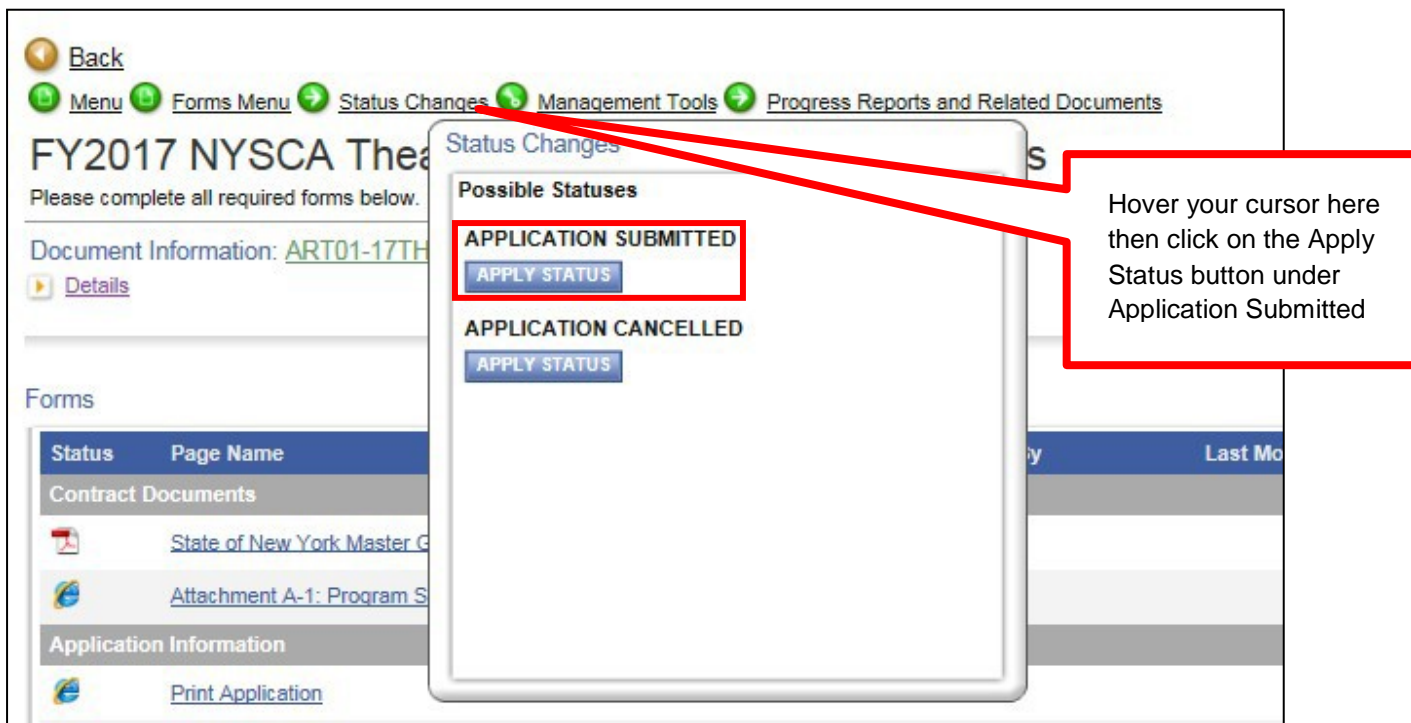 Back
Menu Forms Menu Status Changes Management Tools Progress Reports and Related Documents
FY2017 NYSCA
Please complete all required forms below.
Document Information: ART01-17TH
Details
Status Changes
Possible Statuses
APPLICATION SUBMITTED
APPLY STATUS
APPLICATION CANCELLED
APPLY STATUS
Hover your cursor here
then click on the Apply
Status button under
Application Submitted
Forms
Status Page Name By Last Mo
Contract Documents
State of New York Master G
Attachment A-1: Program S
Application Information
Print Application